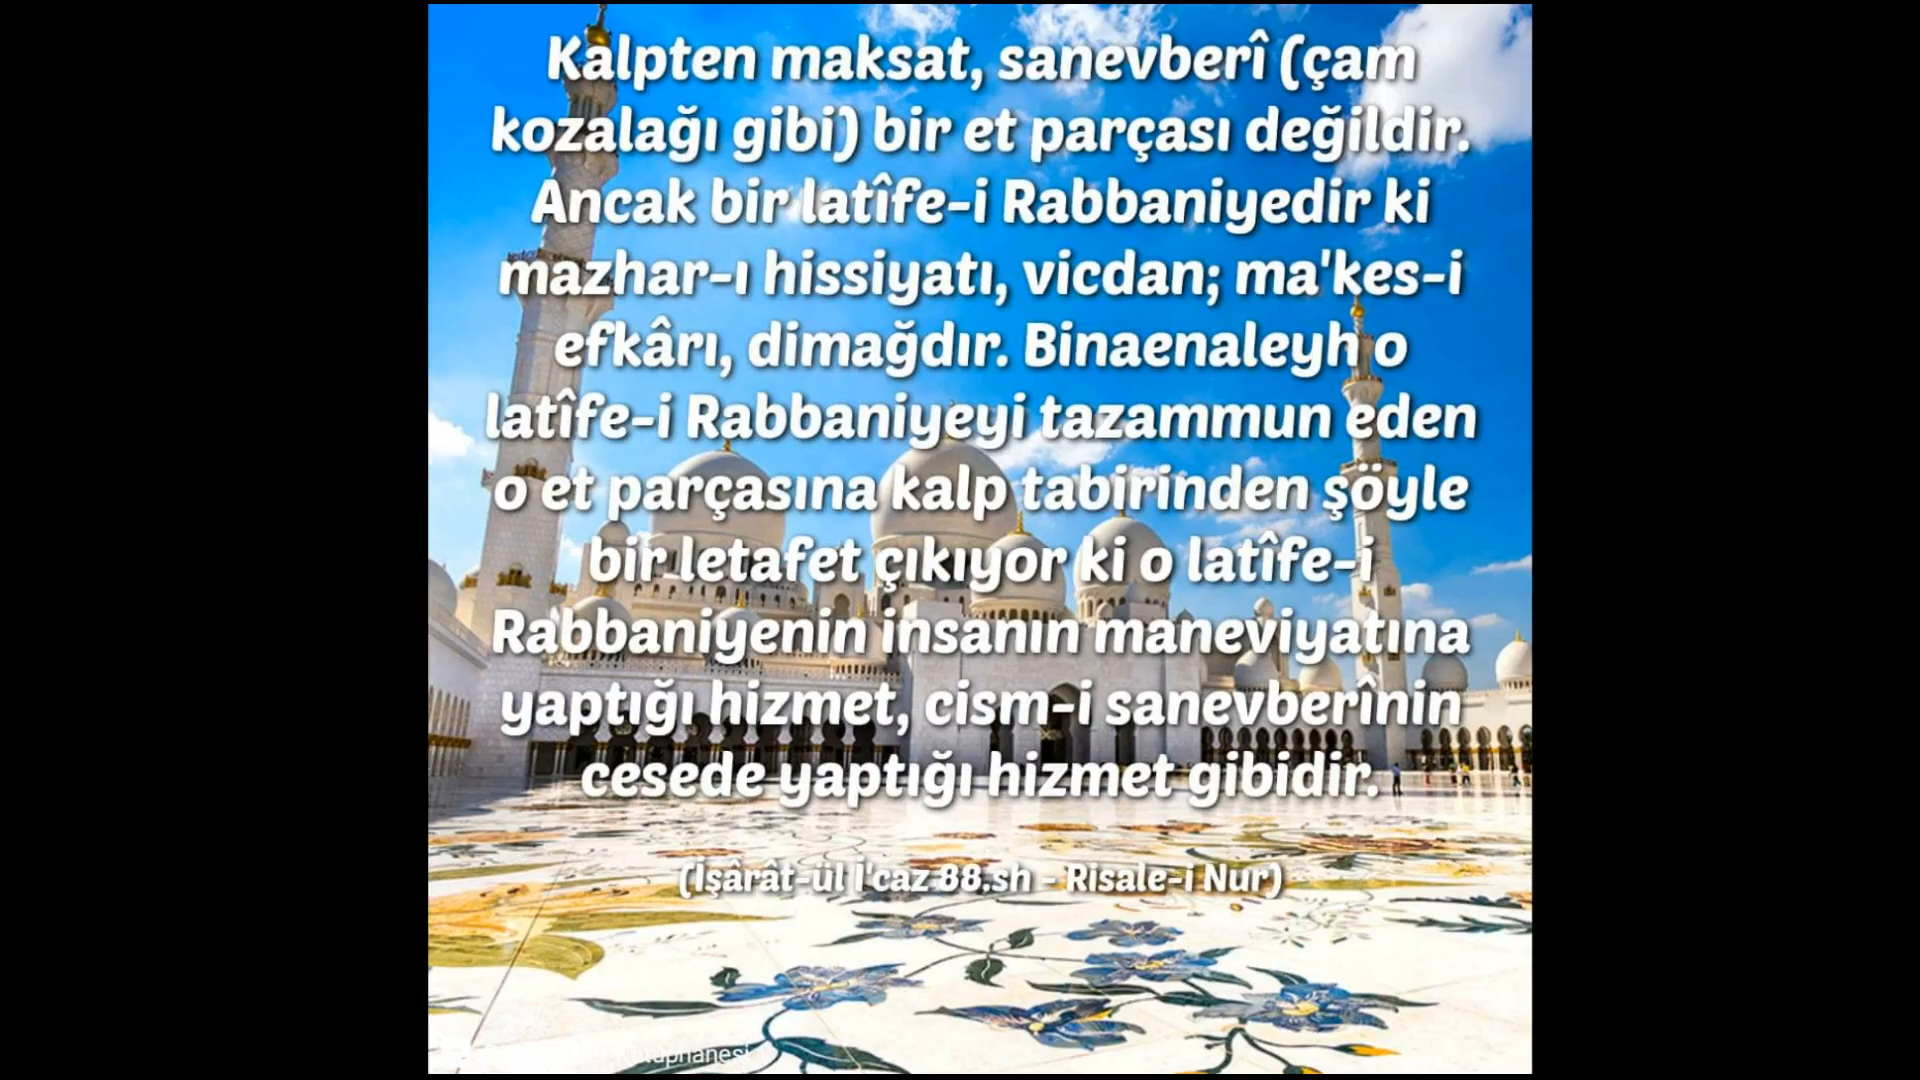 Kalpten maksat, sanevberî (çam
kozalağı gibi) bir et parçası değildir.
Ancak bir latîfe-i Rabbaniyedir ki
mazhar-ı hissiyatı, vicdan; ma'kes-i
efkârı, dimağdır. Binaenaleyh o
latîfe-i Rabbaniyeyi tazammun eden
o et parçasına kalp tabirinden şöyle
bir letafet çıkıyor ki o latîfe-i
Rabbaniyenin insanın maneviyatına
yaptığı hizmet, cism-i sanevberînin
cesede yaptığı hizmet gibidir.
(İşârât-ül İ'caz 88.sh - Risale-i Nur)